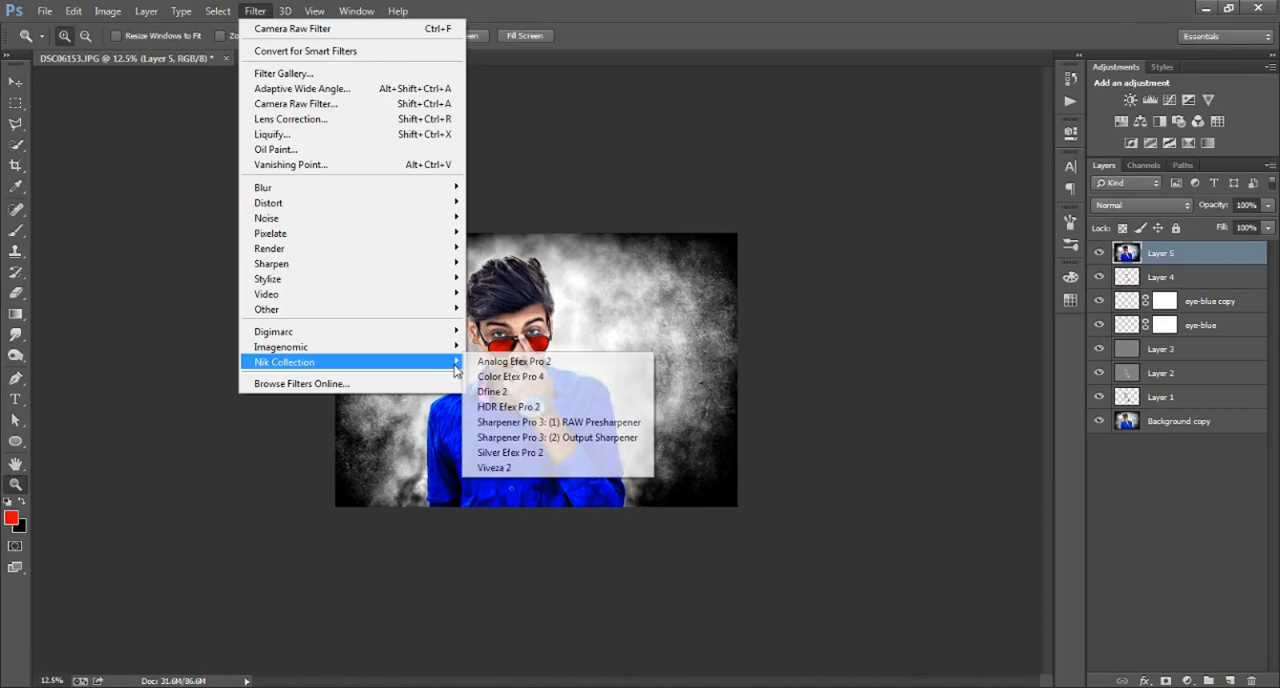 Ps File Edit Image Layer Type Select Filter 3D View Window Help
Resize Windows to Fit
Fill Screen
Essentials
DSC06153.JPG @ 12.5% (Layer 5, RGB/8) *
Camera Raw Filter Ctrl+F
Convert for Smart Filters
Filter Gallery...
Adaptive Wide Angle... Alt+Shift+Ctrl+A
Camera Raw Filter... Shift+Ctrl+A
Lens Correction... Shift+Ctrl+R
Liquify... Shift+Ctrl+X
Oil Paint...
Vanishing Point... Alt+Ctrl+V
Blur
Distort
Noise
Pixelate
Render
Sharpen
Stylize
Video
Other
Digimarc
Imagenomic
Nik Collection
Browse Filters Online...
Analog Efex Pro 2
Color Efex Pro 4
Dfine 2
HDR Efex Pro 2
Sharpener Pro 3: (1) RAW Presharpener
Sharpener Pro 3: (2) Output Sharpener
Silver Efex Pro 2
Viveza 2
Adjustments Styles
Add an adjustment
Layers Channels Paths
Kind
Normal Opacity: 100%
Lock: Fill: 100%
Layer 5
Layer 4
eye-blue copy
eye-blue
Layer 3
Layer 2
Layer 1
Background copy
12.5% Doc: 31.6M/86.6M